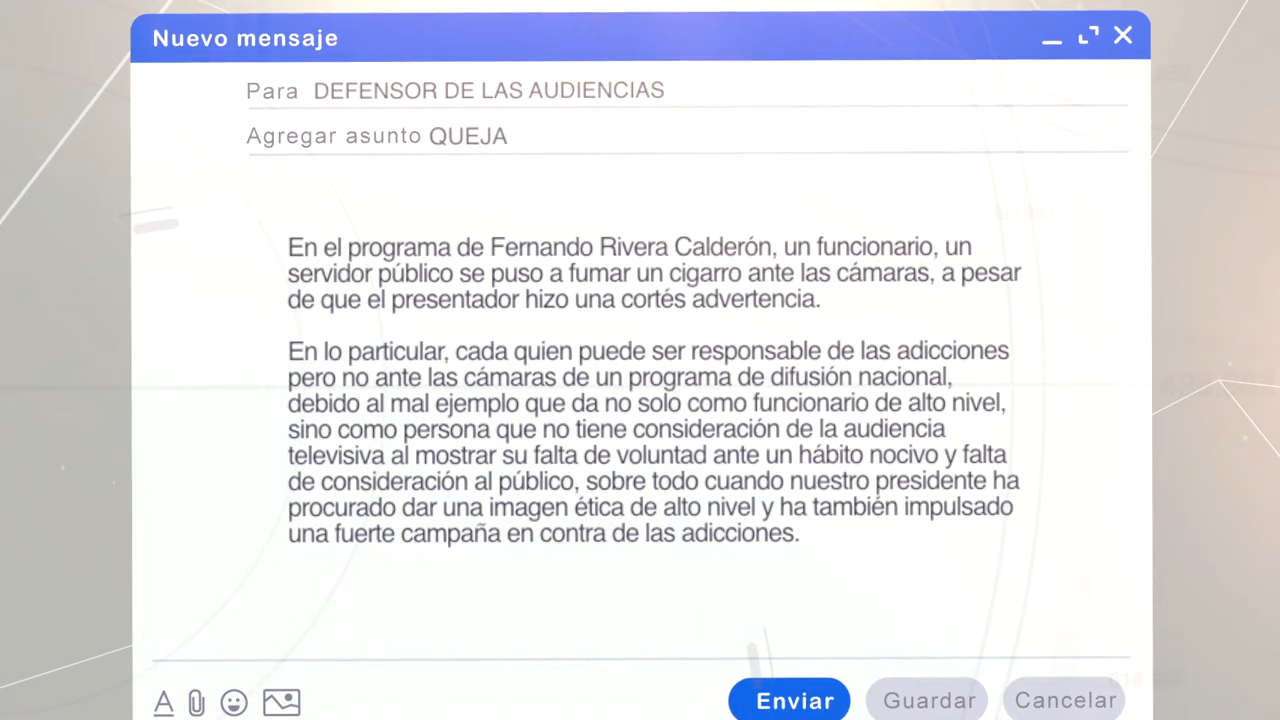 Nuevo mensaje
Para DEFENSOR DE LAS AUDIENCIAS
Agregar asunto QUEJA
En el programa de Fernando Rivera Calderón, un funcionario, un
servidor público se puso a fumar un cigarro ante las cámaras, a pesar
de que el presentador hizo una cortés advertencia.
En lo particular, cada quien puede ser responsable de las adicciones
pero no ante las cámaras de un programa de difusión nacional,
debido al mal ejemplo que da no solo como funcionario de alto nivel,
sino como persona que no tiene consideración de la audiencia
televisiva al mostrar su falta de voluntad ante un hábito nocivo y falta
de consideración al público, sobre todo cuando nuestro presidente ha
procurado dar una imagen ética de alto nivel y ha también impulsado
una fuerte campaña en contra de las adicciones.
A
Enviar Guardar Cancelar